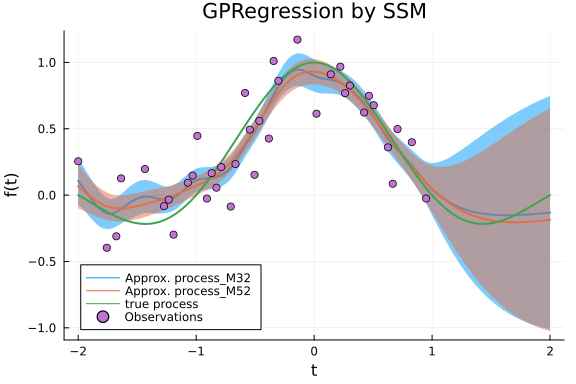 GPRegression by SSM
f(t)
1.0
0.5
0.0
−0.5
−1.0
Approx. process_M32
Approx. process_M52
true process
Observations
−2
−1
0
1
2
t